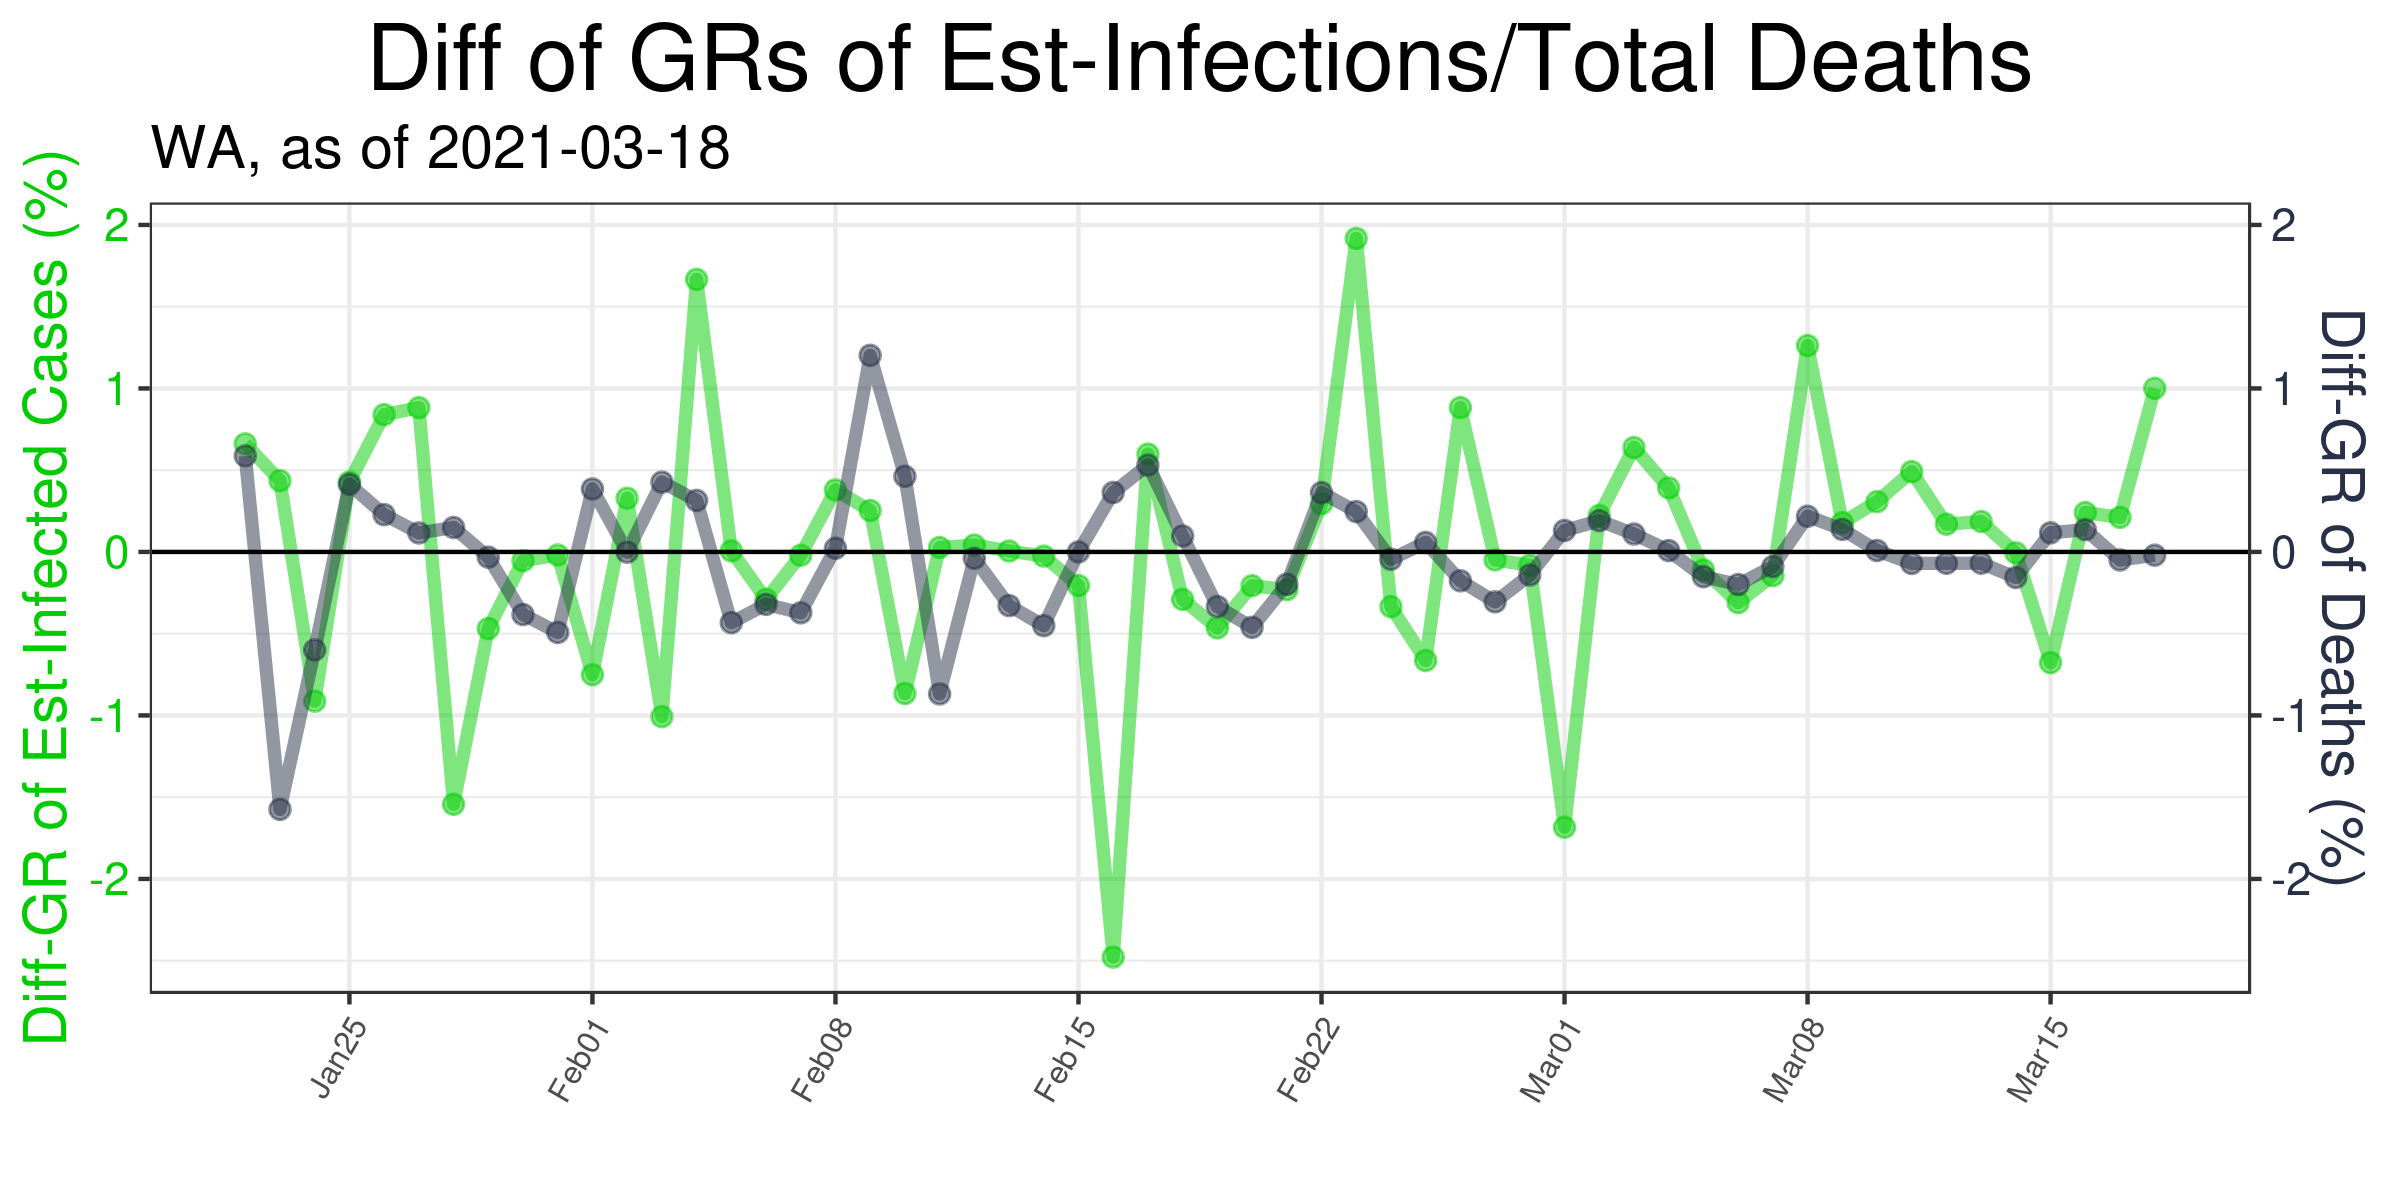 Diff of GRs of Est-Infections/Total Deaths
WA, as of 2021-03-18
Diff-GR of Est-Infected Cases (%)
2
1
0
-1
-2
2
1
0
-1
-2
Diff-GR of Deaths (%)
Jan25
Feb01
Feb08
Feb15
Feb22
Mar01
Mar08
Mar15